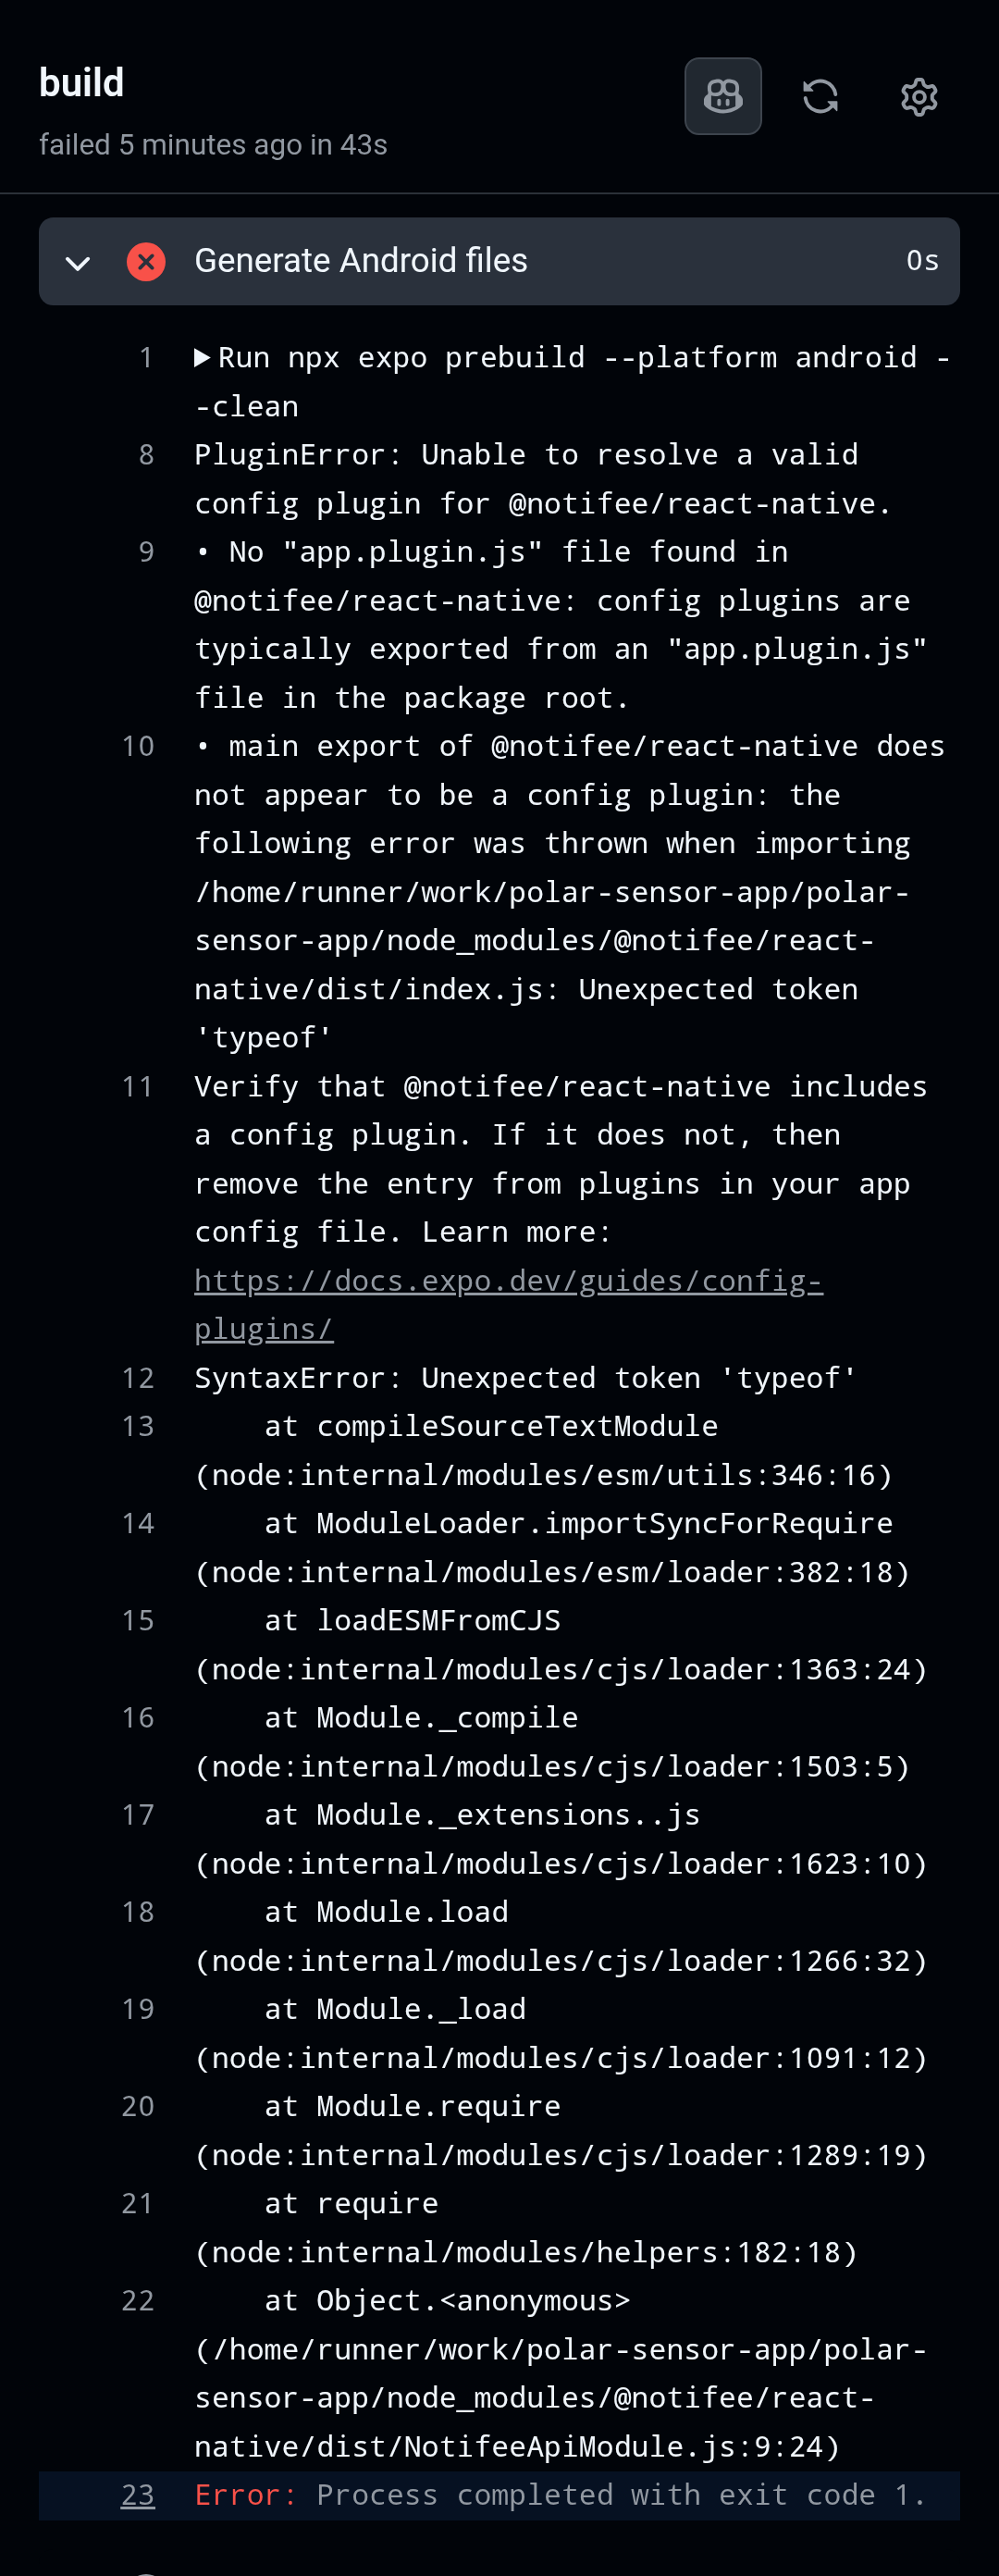 build
failed 5 minutes ago in 43s
Generate Android files 0s
1 Run npx expo prebuild --platform android -
-clean
8 PluginError: Unable to resolve a valid
config plugin for @notifee/react-native.
9 • No "app.plugin.js" file found in
@notifee/react-native: config plugins are
typically exported from an "app.plugin.js"
file in the package root.
10 • main export of @notifee/react-native does
not appear to be a config plugin: the
following error was thrown when importing
/home/runner/work/polar-sensor-app/polar-
sensor-app/node_modules/@notifee/react-
native/dist/index.js: Unexpected token
'typeof'
11 Verify that @notifee/react-native includes
a config plugin. If it does not, then
remove the entry from plugins in your app
config file. Learn more:
https://docs.expo.dev/guides/config-
plugins/
12 SyntaxError: Unexpected token 'typeof'
13 at compileSourceTextModule
(node:internal/modules/esm/utils:346:16)
14 at ModuleLoader.importSyncForRequire
(node:internal/modules/esm/loader:382:18)
15 at loadESMFromCJS
(node:internal/modules/cjs/loader:1363:24)
16 at Module._compile
(node:internal/modules/cjs/loader:1503:5)
17 at Module._extensions..js
(node:internal/modules/cjs/loader:1623:10)
18 at Module.load
(node:internal/modules/cjs/loader:1266:32)
19 at Module._load
(node:internal/modules/cjs/loader:1091:12)
20 at Module.require
(node:internal/modules/cjs/loader:1289:19)
21 at require
(node:internal/modules/helpers:182:18)
22 at Object.<anonymous>
(/home/runner/work/polar-sensor-app/polar-
sensor-app/node_modules/@notifee/react-
native/dist/NotifeeApiModule.js:9:24)
23 Error: Process completed with exit code 1.